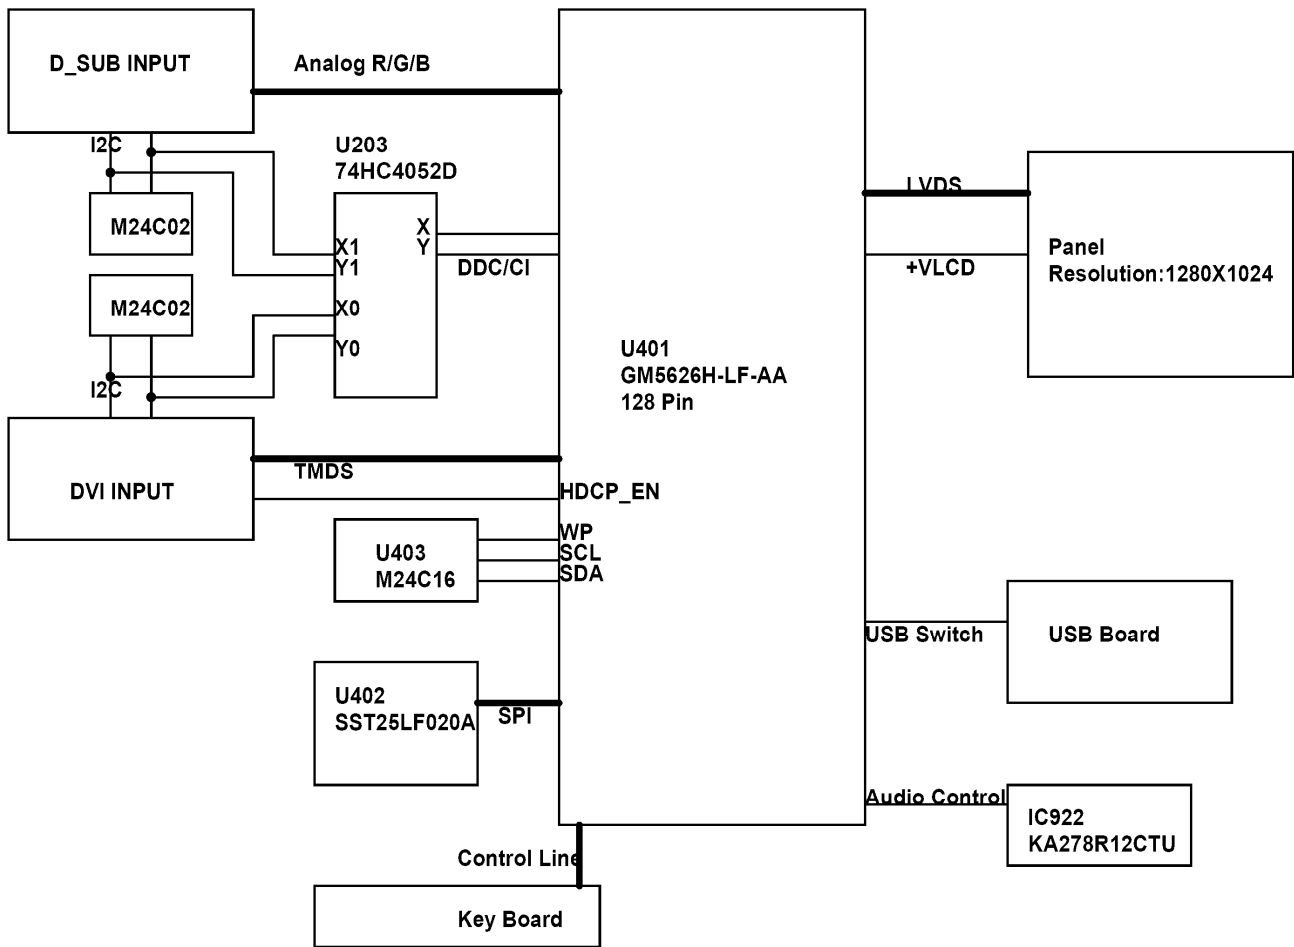 D_SUB INPUT
Analog R/G/B
I2C
U203
74HC4052D
M24C02
X
Y
X1
Y1
DDC/CI
M24C02
X0
Y0
I2C
LVDS
+VLCD
Panel
Resolution:1280X1024
U401
GM5626H-LF-AA
128 Pin
TMDS
DVI INPUT
HDCP_EN
WP
SCL
SDA
U403
M24C16
USB Switch
USB Board
U402
SST25LF020A
SPI
Audio Control
IC922
KA278R12CTU
Control Line
Key Board